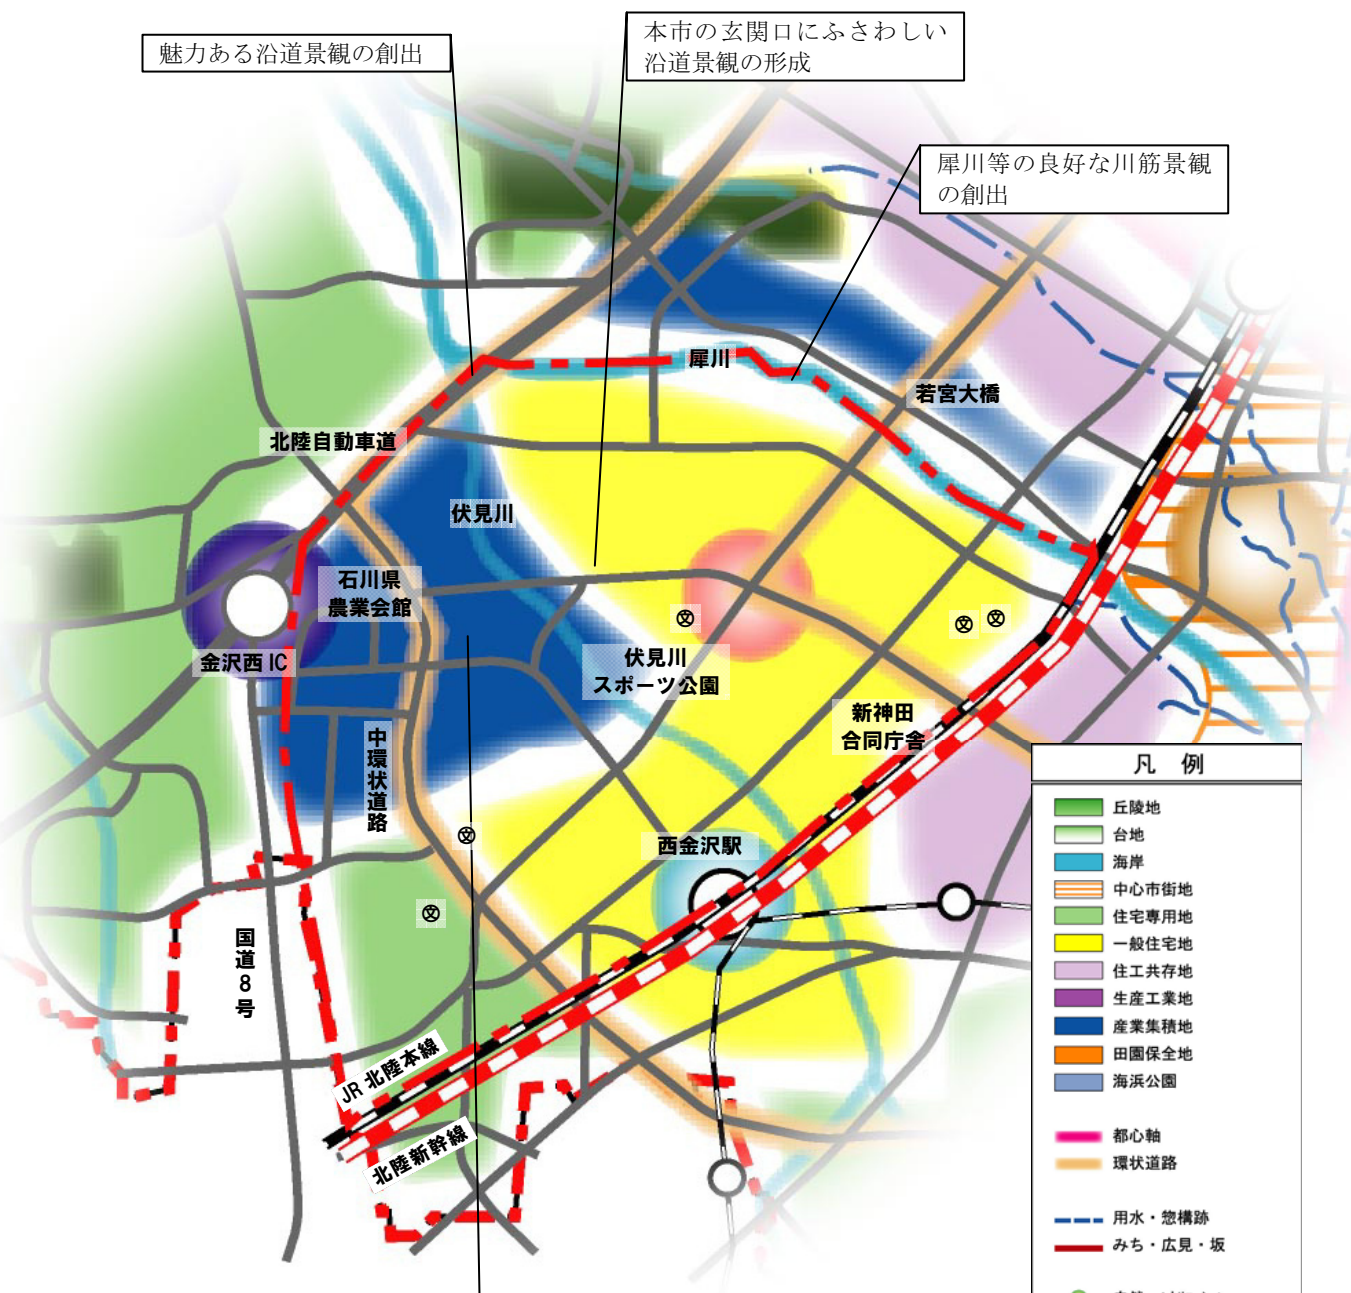 魅力ある沿道景観の創出
本市の玄関口にふさわしい
沿道景観の形成
犀川等の良好な川筋景観
の創出
犀川
若宮大橋
北陸自動車道
伏見川
石川県
農業会館
金沢西IC
伏見川
スポーツ公園
新神田
合同庁舎
中環状道路
西金沢駅
国道8号
JR北陸本線
北陸新幹線
文
文
文
文
文
凡 例
丘陵地
台地
海岸
中心市街地
住宅専用地
一般住宅地
住工共存地
生産工業地
産業集積地
田園保全地
海浜公園
都心軸
環状道路
用水・惣構跡
みち・広見・坂